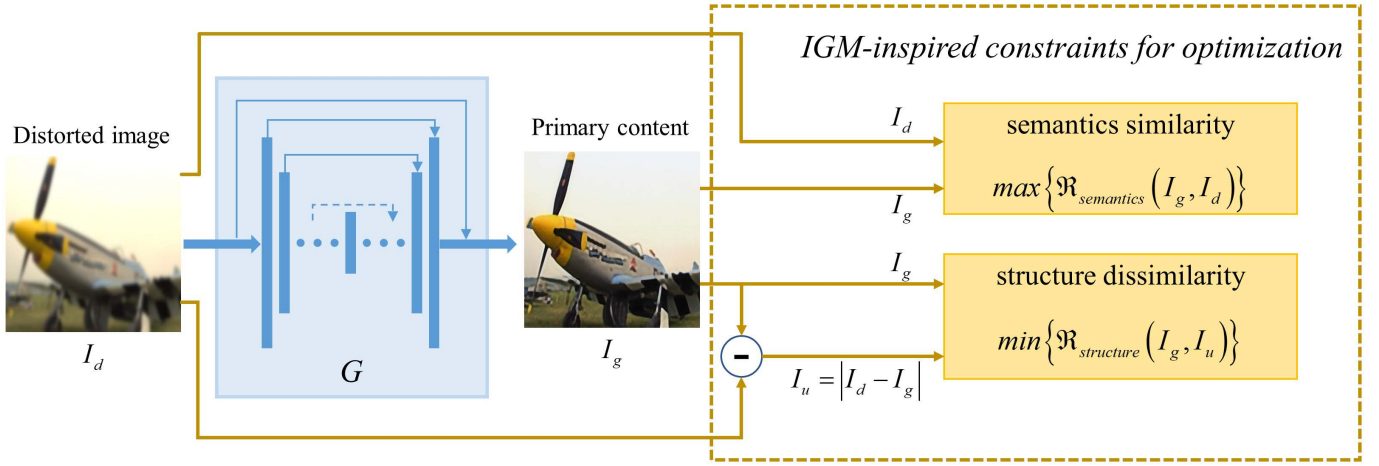 IGM-inspired constraints for optimization
Distorted image
I_d
G
Primary content
I_g
I_d
I_g
semantics similarity
max{ℜ_semantics(I_g, I_d)}
I_g
structure dissimilarity
min{ℜ_structure(I_g, I_u)}
-
I_u = |I_d − I_g|